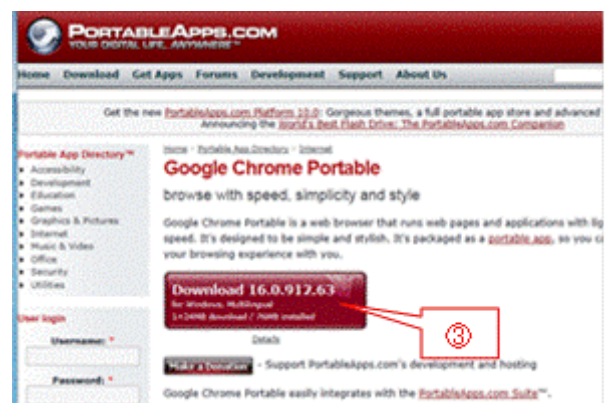 PORTABLEAPPS.COM
YOUR DIGITAL LIFE, ANYWHERE™
Home Download Get Apps Forums Development Support About Us
Get the new PortableApps.com Platform 10.0: Gorgeous themes, a full portable app store and advanced
Announcing the World's Best Flash Drive: The PortableApps.com Companion
Portable App Directory™
Accessibility
Development
Education
Games
Graphics & Pictures
Internet
Music & Video
Office
Security
Utilities
User login
Username: *
Password: *
Home - Portable App Directory - Internet
Google Chrome Portable
browse with speed, simplicity and style
Google Chrome Portable is a web browser that runs web pages and applications with lig
speed. It's designed to be simple and stylish. It's packaged as a portable app, so you c
your browsing experience with you.
Download 16.0.912.63
for Windows, Multilingual
1×24MB download / 76MB installed
③
Details
Make a Donation - Support PortableApps.com's development and hosting
Google Chrome Portable easily integrates with the PortableApps.com Suite™.